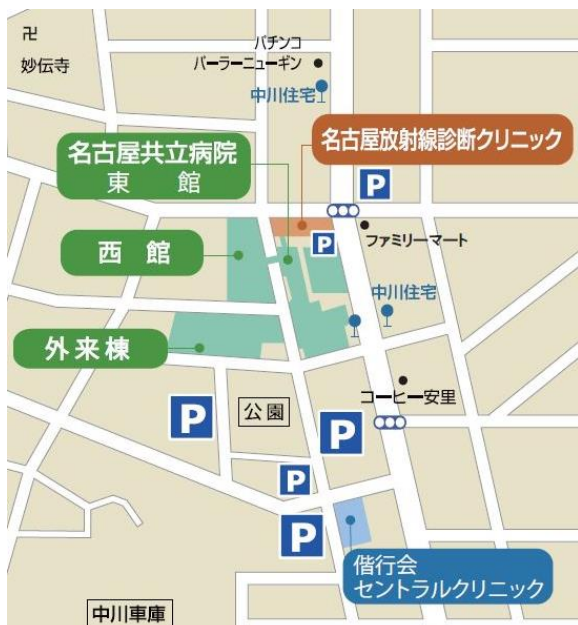 卍
妙伝寺
パチンコ
パーラーニューギン
中川住宅
名古屋共立病院
東 館
名古屋放射線診断クリニック
P
西 館
P
ファミリーマート
中川住宅
外来棟
コーヒー安里
P
公園
P
P
P
偕行会
セントラルクリニック
中川車庫